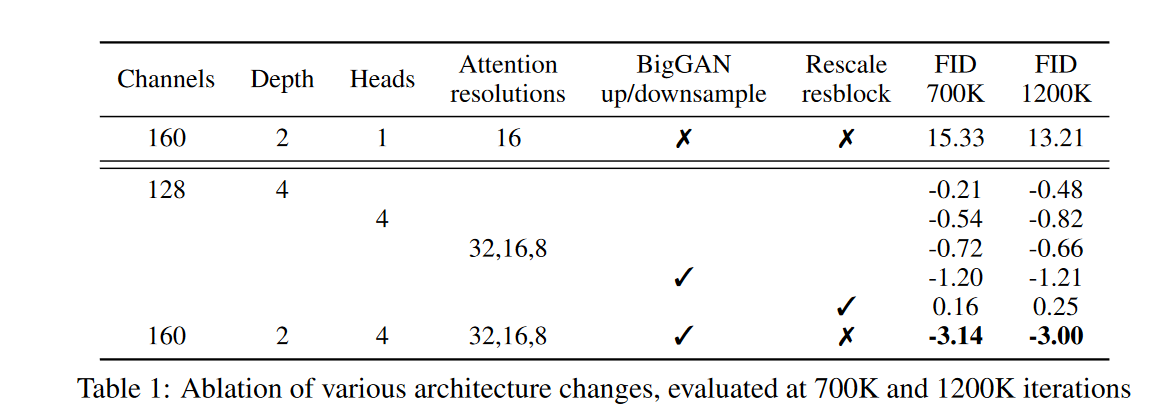 Channels Depth Heads Attention resolutions BigGAN up/downsample Rescale resblock FID 700K FID 1200K
160 2 1 16 ✗ ✗ 15.33 13.21
128 4 -0.21 -0.48
4 -0.54 -0.82
32,16,8 -0.72 -0.66
✓ -1.20 -1.21
✓ 0.16 0.25
160 2 4 32,16,8 ✓ ✗ -3.14 -3.00
Table 1: Ablation of various architecture changes, evaluated at 700K and 1200K iterations